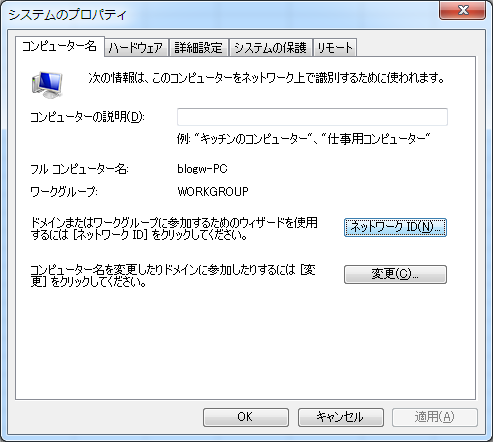 システムのプロパティ
コンピューター名 ハードウェア 詳細設定 システムの保護 リモート
次の情報は、このコンピューターをネットワーク上で識別するために使われます。
コンピューターの説明(D):
例: "キッチンのコンピューター"、"仕事用コンピューター"
フル コンピューター名: blogw-PC
ワークグループ: WORKGROUP
ドメインまたはワークグループに参加するためのウィザードを使用
するには [ネットワーク ID] をクリックしてください。
ネットワーク ID(N)...
コンピューター名を変更したりドメインに参加したりするには [変
更] をクリックしてください。
変更(C)...
OK キャンセル 適用(A)